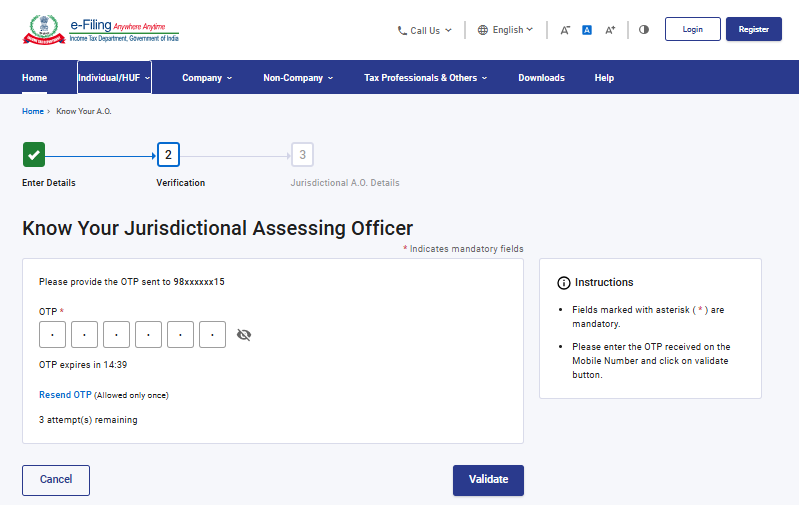 e-Filing Anywhere Anytime
Income Tax Department, Government of India
Call Us
English
A-
A
A+
Login
Register
Home
Individual/HUF
Company
Non-Company
Tax Professionals & Others
Downloads
Help
Home › Know Your A.O.
2
3
Enter Details
Verification
Jurisdictional A.O. Details
Know Your Jurisdictional Assessing Officer
* Indicates mandatory fields
Please provide the OTP sent to 98xxxxxx15
OTP *
OTP expires in 14:39
Resend OTP (Allowed only once)
3 attempt(s) remaining
Instructions
• Fields marked with asterisk ( * ) are
mandatory.
• Please enter the OTP received on the
Mobile Number and click on validate
button.
Cancel
Validate